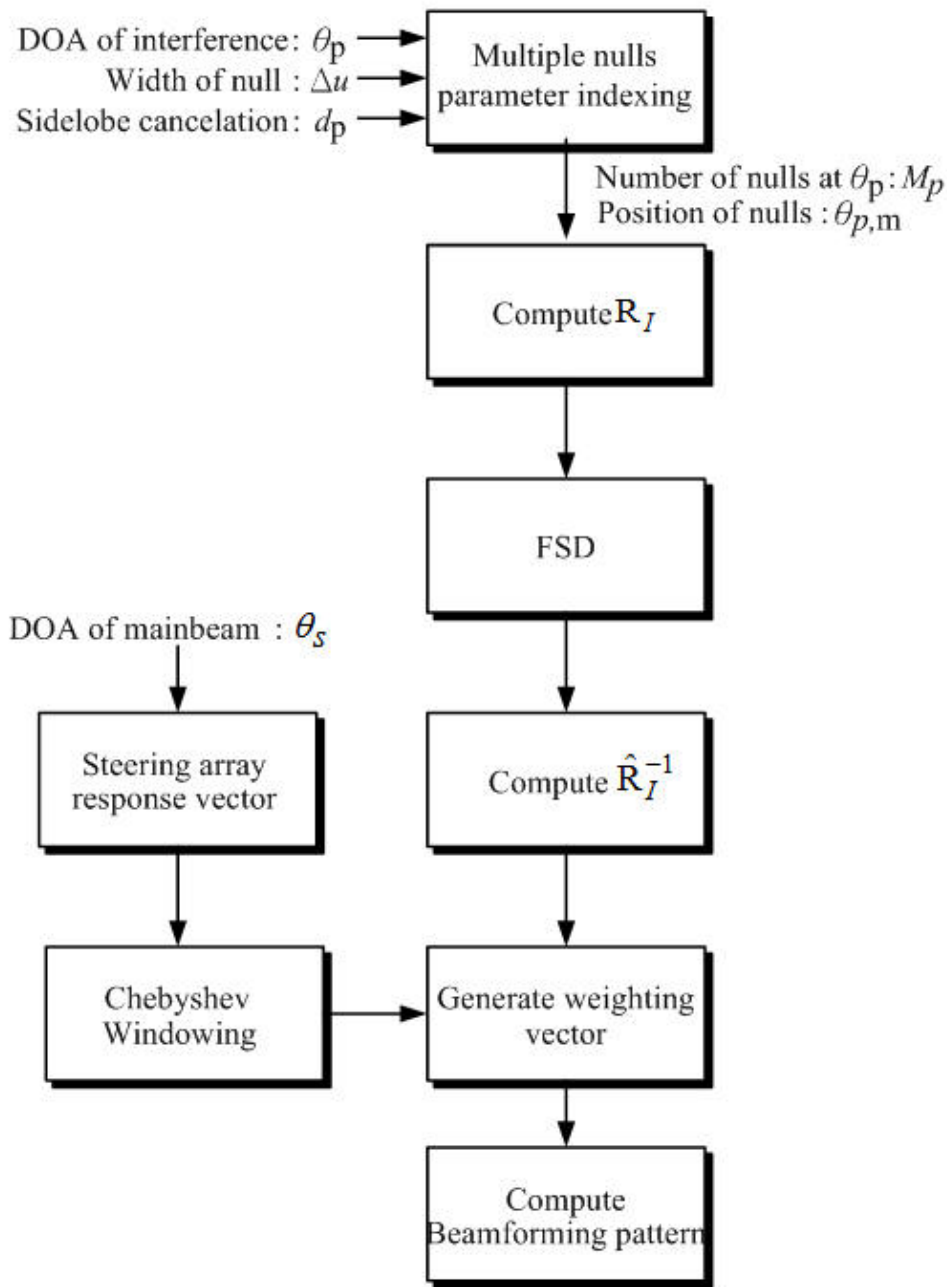 DOA of interference: θp
Width of null : Δu
Sidelobe cancelation: dp
Multiple nulls
parameter indexing
Number of nulls at θp: Mp
Position of nulls : θp,m
Compute RI
FSD
DOA of mainbeam : θs
Steering array
response vector
Compute R̂I⁻¹
Chebyshev
Windowing
Generate weighting
vector
Compute
Beamforming pattern